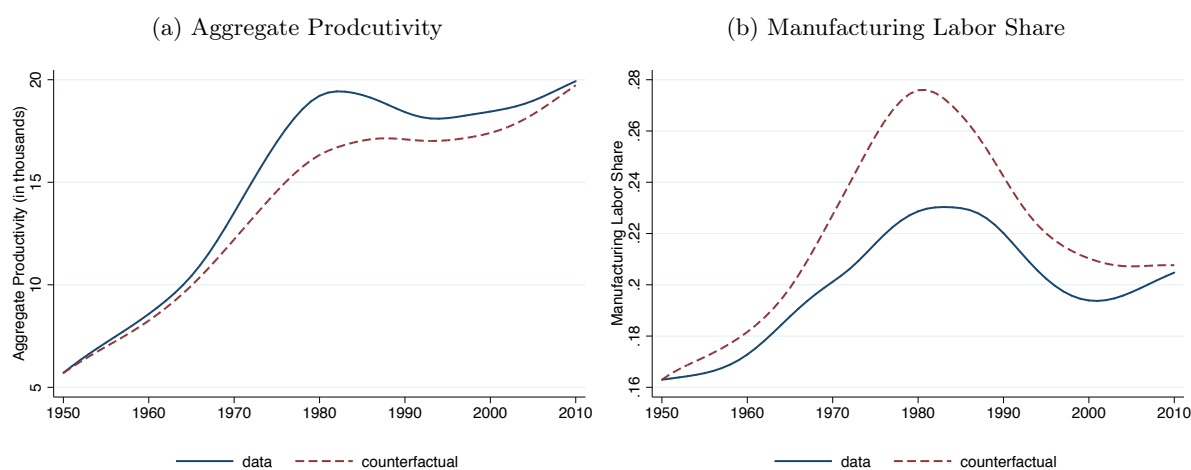 (a) Aggregate Prodcutivity
Aggregate Productivity (in thousands)
20
15
10
5
1950 1960 1970 1980 1990 2000 2010
data counterfactual
(b) Manufacturing Labor Share
Manufacturing Labor Share
.28
.26
.24
.22
.2
.18
.16
1950 1960 1970 1980 1990 2000 2010
data counterfactual